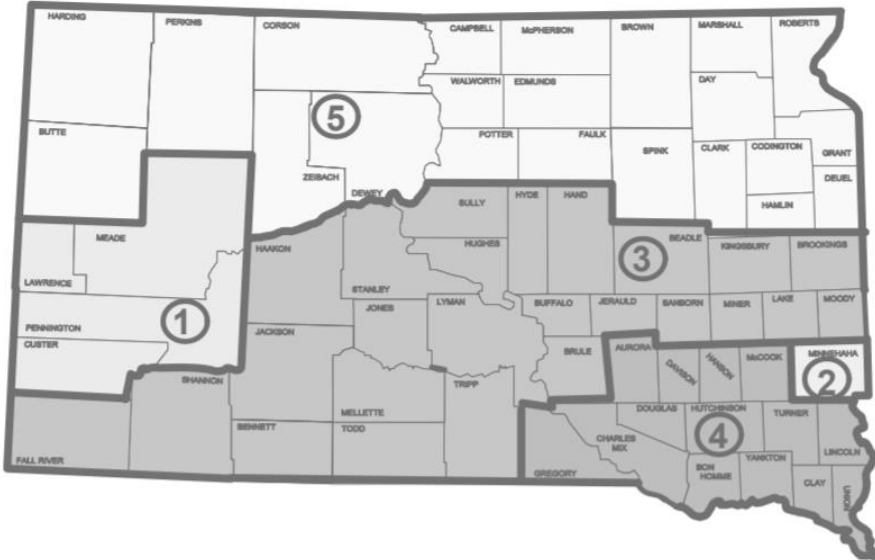 HARDING
PERKINS
CORSON
CAMPBELL
McPHERSON
BROWN
MARSHALL
ROBERTS
WALWORTH
EDMUNDS
DAY
5
BUTTE
POTTER
FAULK
SPINK
CLARK
CODINGTON
GRANT
ZEIBACH
DEWEY
DEUEL
HAMLIN
SULLY
HYDE
HAND
MEADE
HAAKON
HUGHES
BEADLE
KINGSBURY
BROOKINGS
3
LAWRENCE
STANLEY
JONES
LYMAN
BUFFALO
JERAULD
SANBORN
MINER
LAKE
MOODY
1
PENNINGTON
JACKSON
CUSTER
BRULE
AURORA
DAVISON
HANSON
McCOOK
MINNEHAHA
2
SHANNON
TRIPP
MELLETTE
DOUGLAS
HUTCHINSON
TURNER
BENNETT
TODD
4
CHARLES
MIX
LINCOLN
FALL RIVER
GREGORY
BON
HOMME
YANKTON
CLAY
UNION